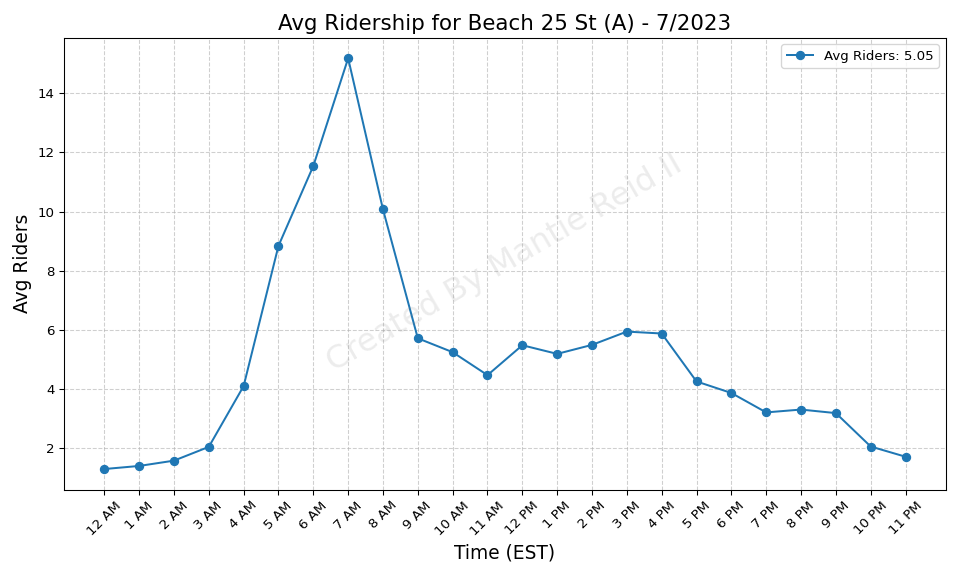 Avg Ridership for Beach 25 St (A) - 7/2023
Avg Riders: 5.05
14
12
10
8
6
4
2
Avg Riders
Created By Mantie Reid II
12 AM
1 AM
2 AM
3 AM
4 AM
5 AM
6 AM
7 AM
8 AM
9 AM
10 AM
11 AM
12 PM
1 PM
2 PM
3 PM
4 PM
5 PM
6 PM
7 PM
8 PM
9 PM
10 PM
11 PM
Time (EST)